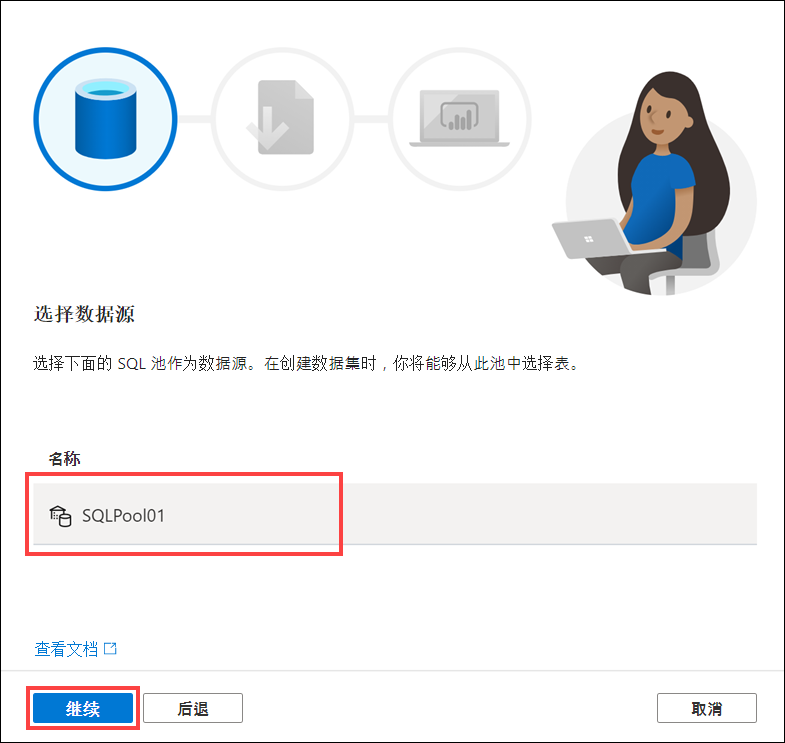 选择数据源
选择下面的 SQL 池作为数据源。在创建数据集时，你将能够从此池中选择表。
名称
SQLPool01
查看文档
继续
后退
取消